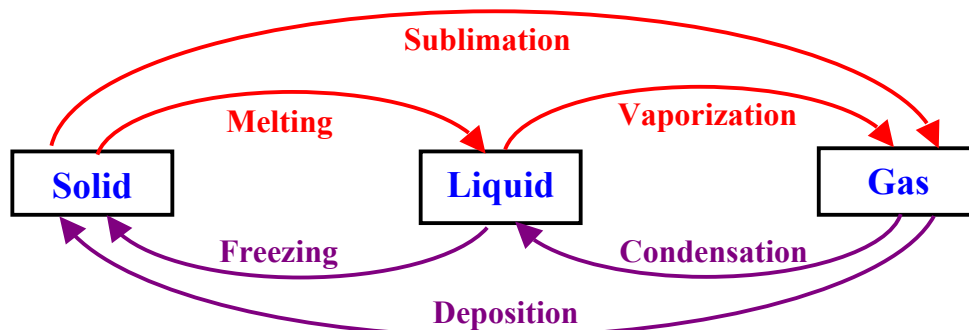 Sublimation
Melting
Vaporization
Solid
Liquid
Gas
Freezing
Condensation
Deposition